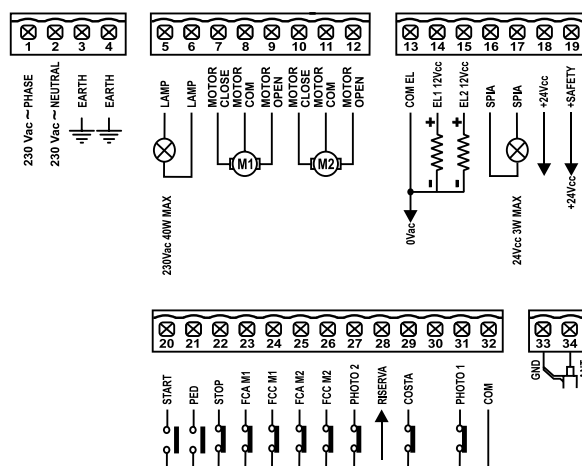 1 2 3 4
5 6 7 8 9 10 11 12
13 14 15 16 17 18 19
230 Vac ~ PHASE
230 Vac ~ NEUTRAL
EARTH
EARTH
LAMP
LAMP
MOTOR CLOSE
MOTOR COM
MOTOR OPEN
MOTOR CLOSE
MOTOR COM
MOTOR OPEN
COM EL
EL1 12Vcc
EL2 12Vcc
SPIA
SPIA
+24Vcc
+SAFETY
+ +
M1
M2
- -
230Vac 40W MAX
0Vac
24Vcc 3W MAX
+24Vcc
20 21 22 23 24 25 26 27 28 29 30 31 32
33 34
START
PED
STOP
FCA M1
FCC M1
FCA M2
FCC M2
PHOTO 2
RISERVA
COSTA
PHOTO 1
COM
GND